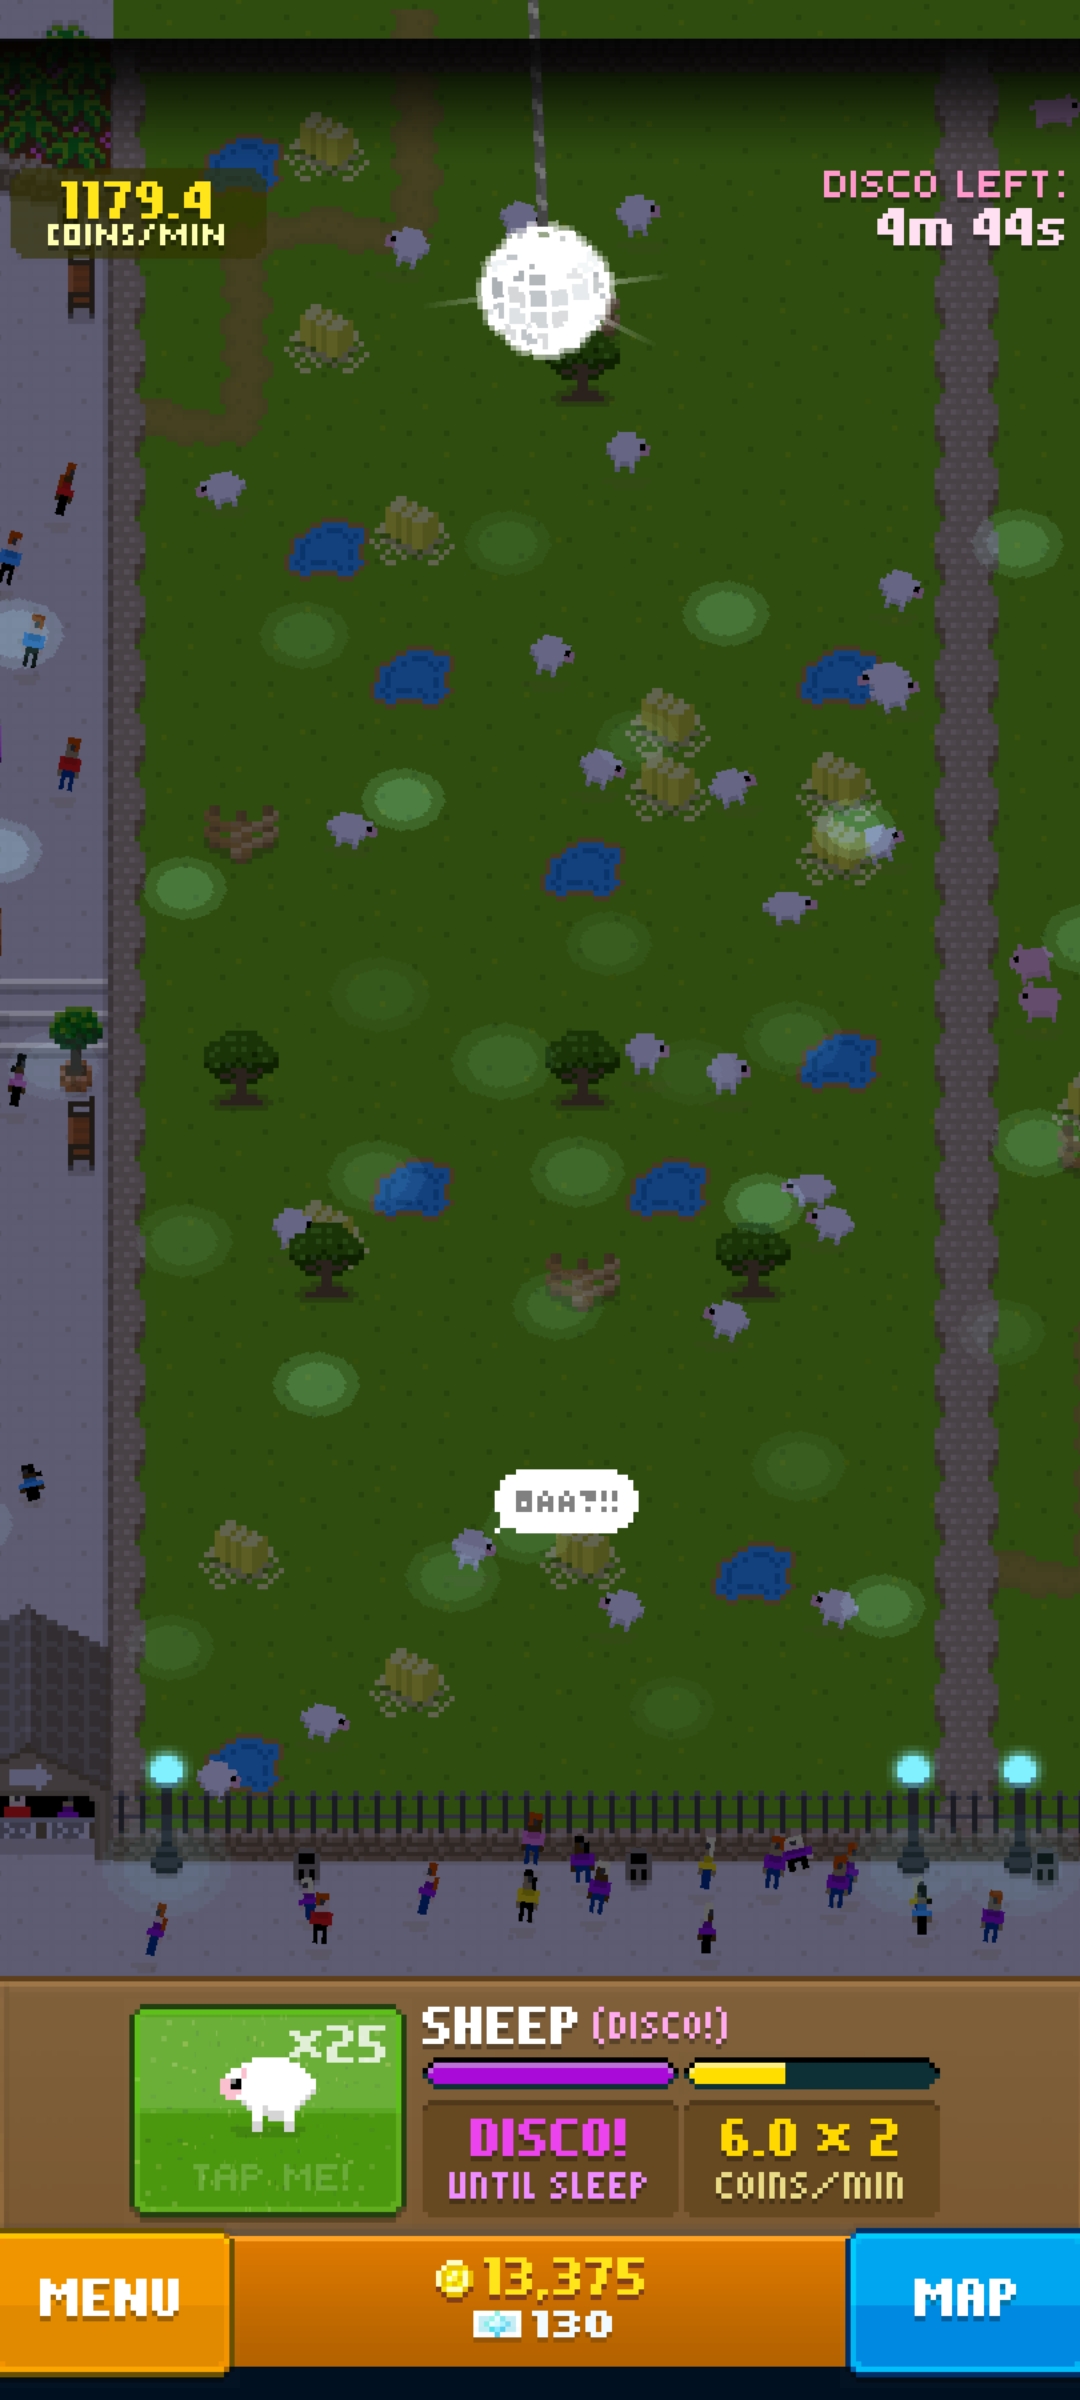 1179.4
COINS/MIN
DISCO LEFT:
4m 44s
BAA?!!
x25
TAP ME!
SHEEP (DISCO!)
DISCO!
UNTIL SLEEP
6.0 × 2
COINS/MIN
MENU
13,375
130
MAP